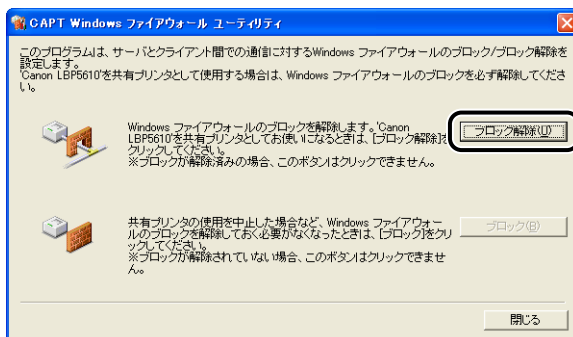 CAPT Windows ファイアウォール ユーティリティ
このプログラムは、サーバとクライアント間での通信に対するWindows ファイアウォールのブロック/ブロック解除を
設定します。
'Canon LBP5610'を共有プリンタとして使用する場合は、Windows ファイアウォールのブロックを必ず解除してくださ
い。
Windows ファイアウォールのブロックを解除します。'Canon
LBP5610'を共有プリンタとしてお使いになるときは、[ブロック解除]を
クリックしてください。
※ブロックが解除済みの場合、このボタンはクリックできません。
ブロック解除(U)
共有プリンタの使用を中止した場合など、Windows ファイアウォー
ルのブロックを解除しておく必要がなくなったときは、[ブロック]をクリ
ックしてください。
※ブロックが解除されていない場合、このボタンはクリックできませ
ん。
ブロック(B)
閉じる